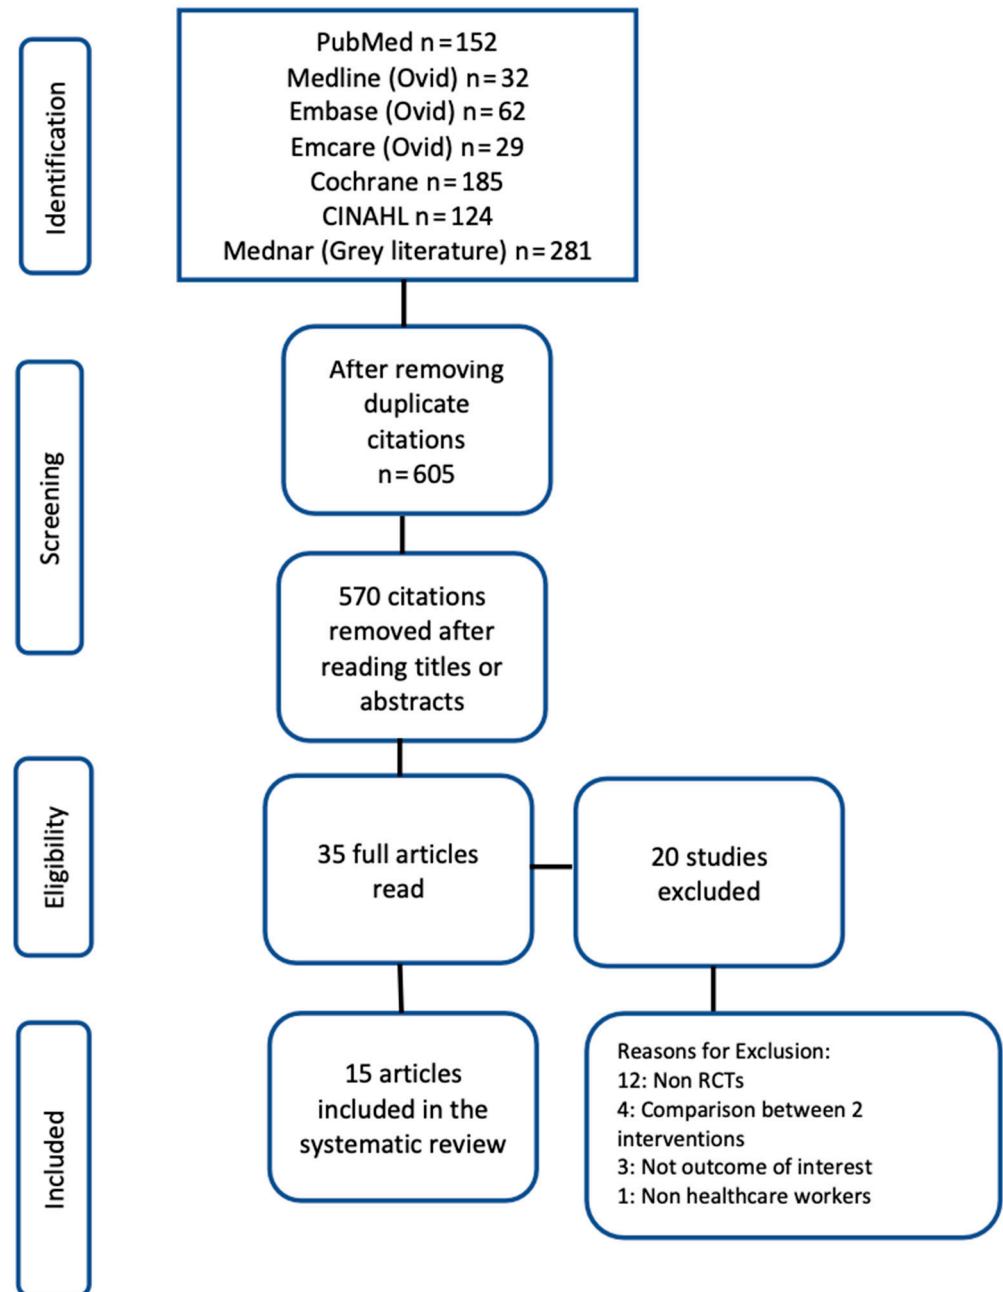 Identification
PubMed n=152
Medline (Ovid) n=32
Embase (Ovid) n=62
Emcare (Ovid) n=29
Cochrane n=185
CINAHL n=124
Mednar (Grey literature) n=281
Screening
After removing
duplicate
citations
n=605
570 citations
removed after
reading titles or
abstracts
Eligibility
35 full articles
read
20 studies
excluded
Included
15 articles
included in the
systematic review
Reasons for Exclusion:
12: Non RCTs
4: Comparison between 2
interventions
3: Not outcome of interest
1: Non healthcare workers